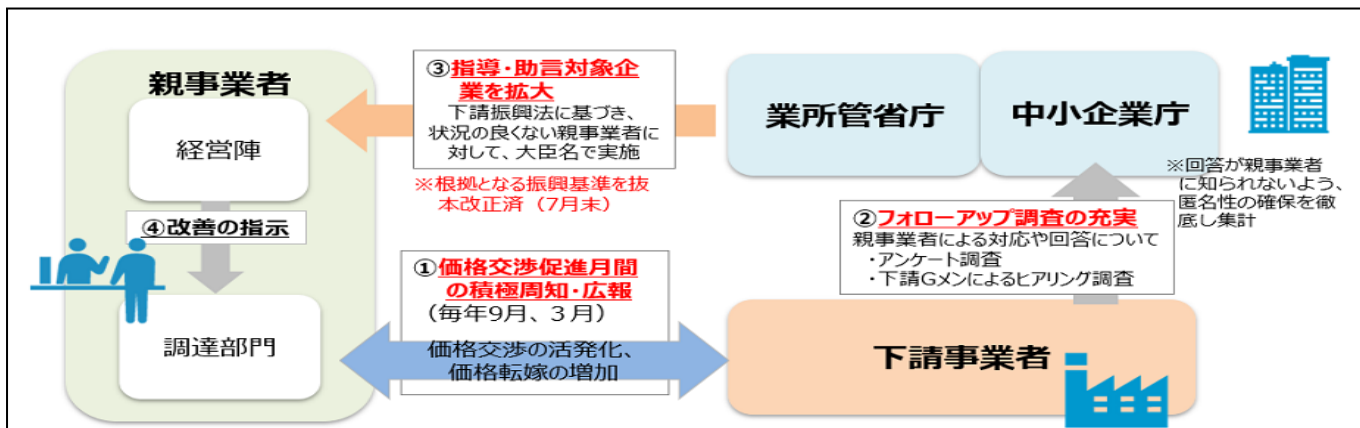 親事業者
経営陣
④改善の指示
調達部門
③指導・助言対象企
業を拡大
下請振興法に基づき、
状況の良くない親事業者に
対して、大臣名で実施
※根拠となる振興基準を抜
本改正済（7月末）
①価格交渉促進月間
の積極周知・広報
（毎年9月、３月）
価格交渉の活発化、
価格転嫁の増加
業所管省庁
中小企業庁
※回答が親事業者
に知られないよう、
匿名性の確保を徹
底し集計
②フォローアップ調査の充実
親事業者による対応や回答について
・アンケート調査
・下請Gメンによるヒアリング調査
下請事業者